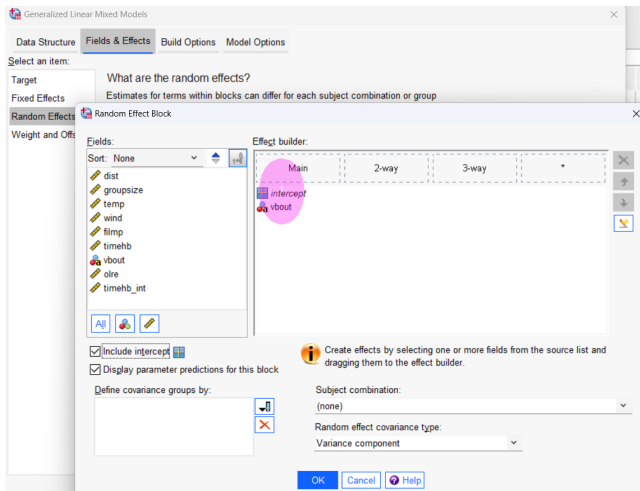 Generalized Linear Mixed Models
Data Structure Fields & Effects Build Options Model Options
Select an item:
Target
Fixed Effects
Random Effects
Weight and Offs
What are the random effects?
Estimates for terms within blocks can differ for each subject combination or group
Random Effect Block
Fields:
Sort: None
dist
groupsize
temp
wind
filmp
timehb
vbout
olre
timehb_int
All
Effect builder:
Main 2-way 3-way *
intercept
vbout
Include intercept
Display parameter predictions for this block
Define covariance groups by:
Create effects by selecting one or more fields from the source list and
dragging them to the effect builder.
Subject combination:
(none)
Random effect covariance type:
Variance component
OK Cancel Help